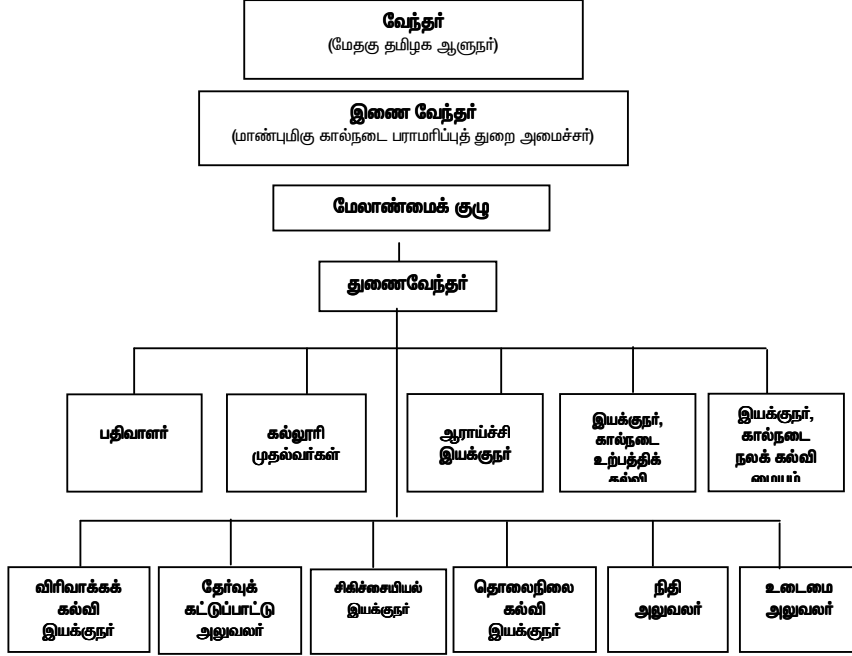 வேந்தர்
(மேதகு தமிழக ஆளுநர்)
இணை வேந்தர்
(மாண்புமிகு கால்நடை பராமரிப்புத் துறை அமைச்சர்)
மேலாண்மைக் குழு
துணைவேந்தர்
பதிவாளர்
கல்லூரி
முதல்வர்கள்
ஆராய்ச்சி
இயக்குநர்
இயக்குநர்,
கால்நடை
உற்பத்திக்
கல்வி
இயக்குநர்,
கால்நடை
நலக் கல்வி
மையம்
விரிவாக்கக்
கல்வி
இயக்குநர்
தேர்வுக்
கட்டுப்பாட்டு
அலுவலர்
சிகிச்சையியல்
இயக்குநர்
தொலைநிலை
கல்வி
இயக்குநர்
நிதி
அலுவலர்
உடைமை
அலுவலர்